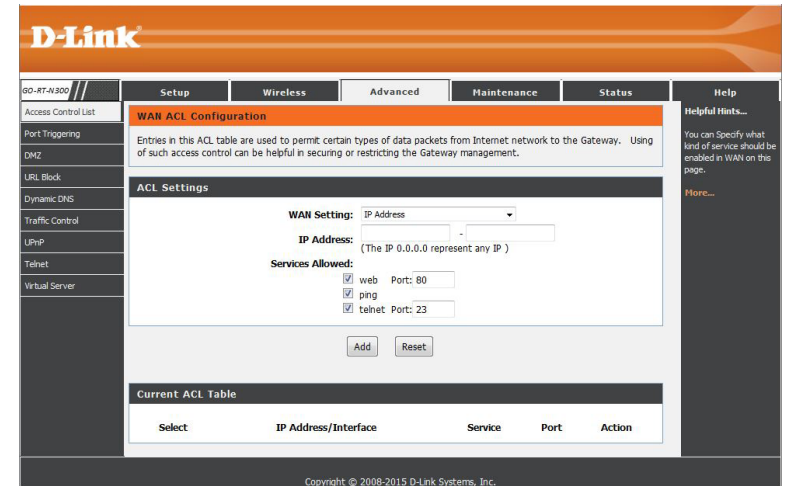 D-Link
GO-RT-N300
Setup
Wireless
Advanced
Maintenance
Status
Help
Access Control List
Port Triggering
DMZ
URL Block
Dynamic DNS
Traffic Control
UPnP
Telnet
Virtual Server
WAN ACL Configuration
Entries in this ACL table are used to permit certain types of data packets from Internet network to the Gateway. Using
of such access control can be helpful in securing or restricting the Gateway management.
ACL Settings
WAN Setting: IP Address
IP Address: -
(The IP 0.0.0.0 represent any IP )
Services Allowed:
web Port: 80
ping
telnet Port: 23
Add Reset
Current ACL Table
Select IP Address/Interface Service Port Action
Helpful Hints...
You can Specify what
kind of service should be
enabled in WAN on this
page.
More...
Copyright © 2008-2015 D-Link Systems, Inc.